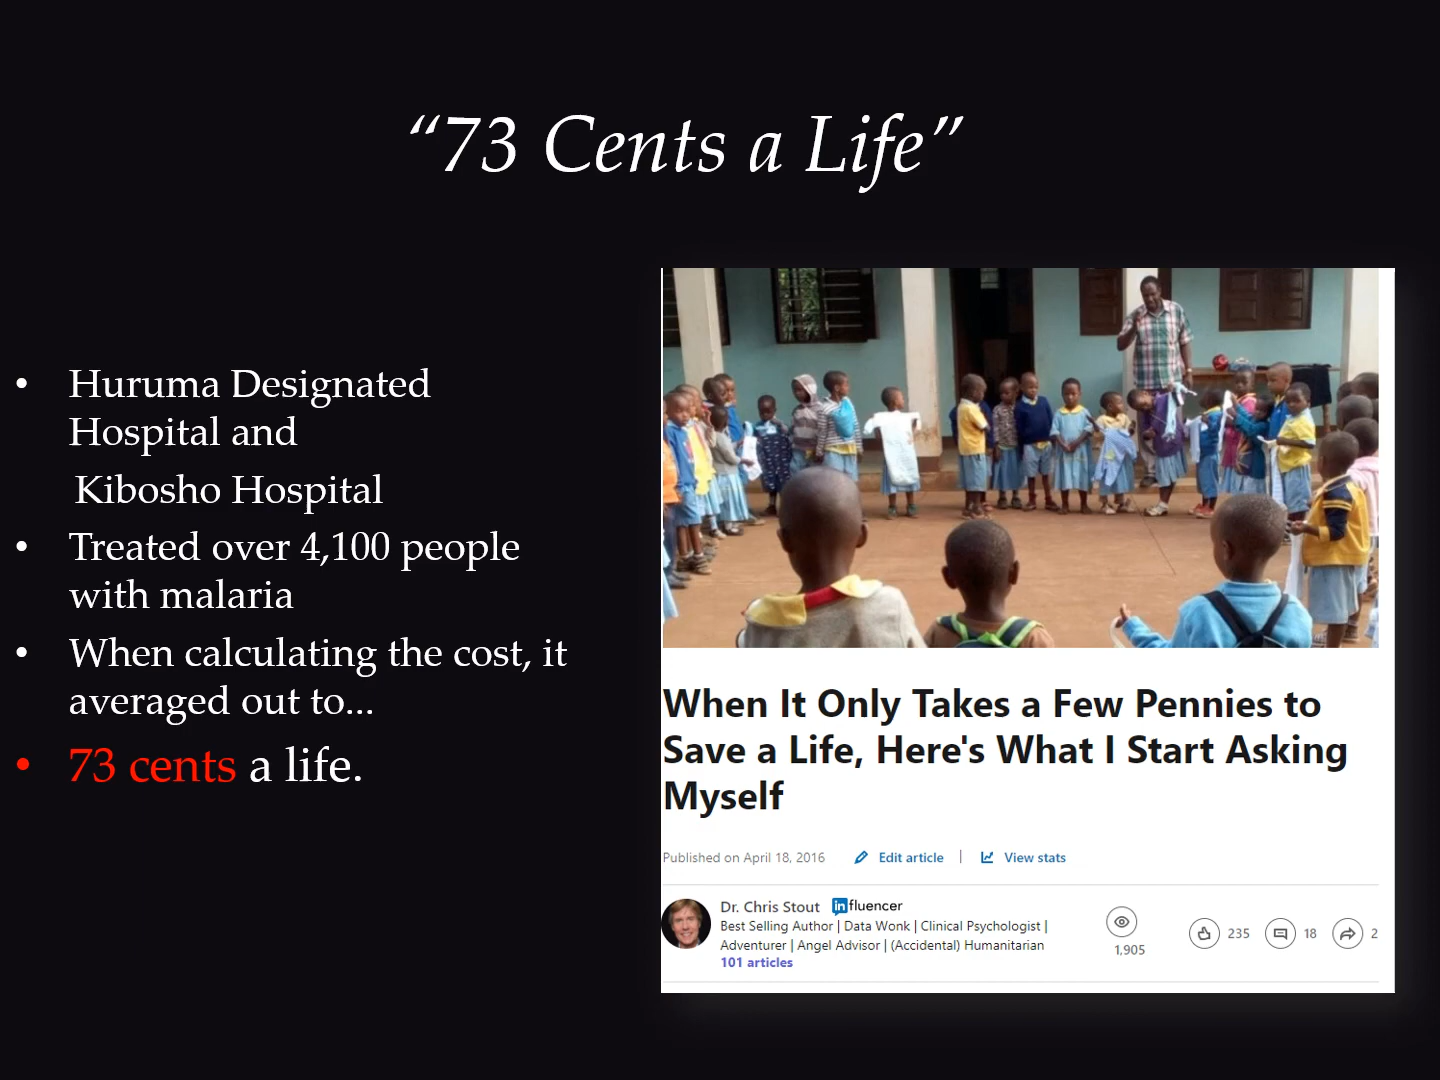 “73 Cents a Life”
• Huruma Designated
Hospital and
Kibosho Hospital
• Treated over 4,100 people
with malaria
• When calculating the cost, it
averaged out to...
• 73 cents a life.
When It Only Takes a Few Pennies to
Save a Life, Here's What I Start Asking
Myself
Published on April 18, 2016 Edit article | View stats
Dr. Chris Stout influencer
Best Selling Author | Data Wonk | Clinical Psychologist |
Adventurer | Angel Advisor | (Accidental) Humanitarian
101 articles
1,905
235 18 2